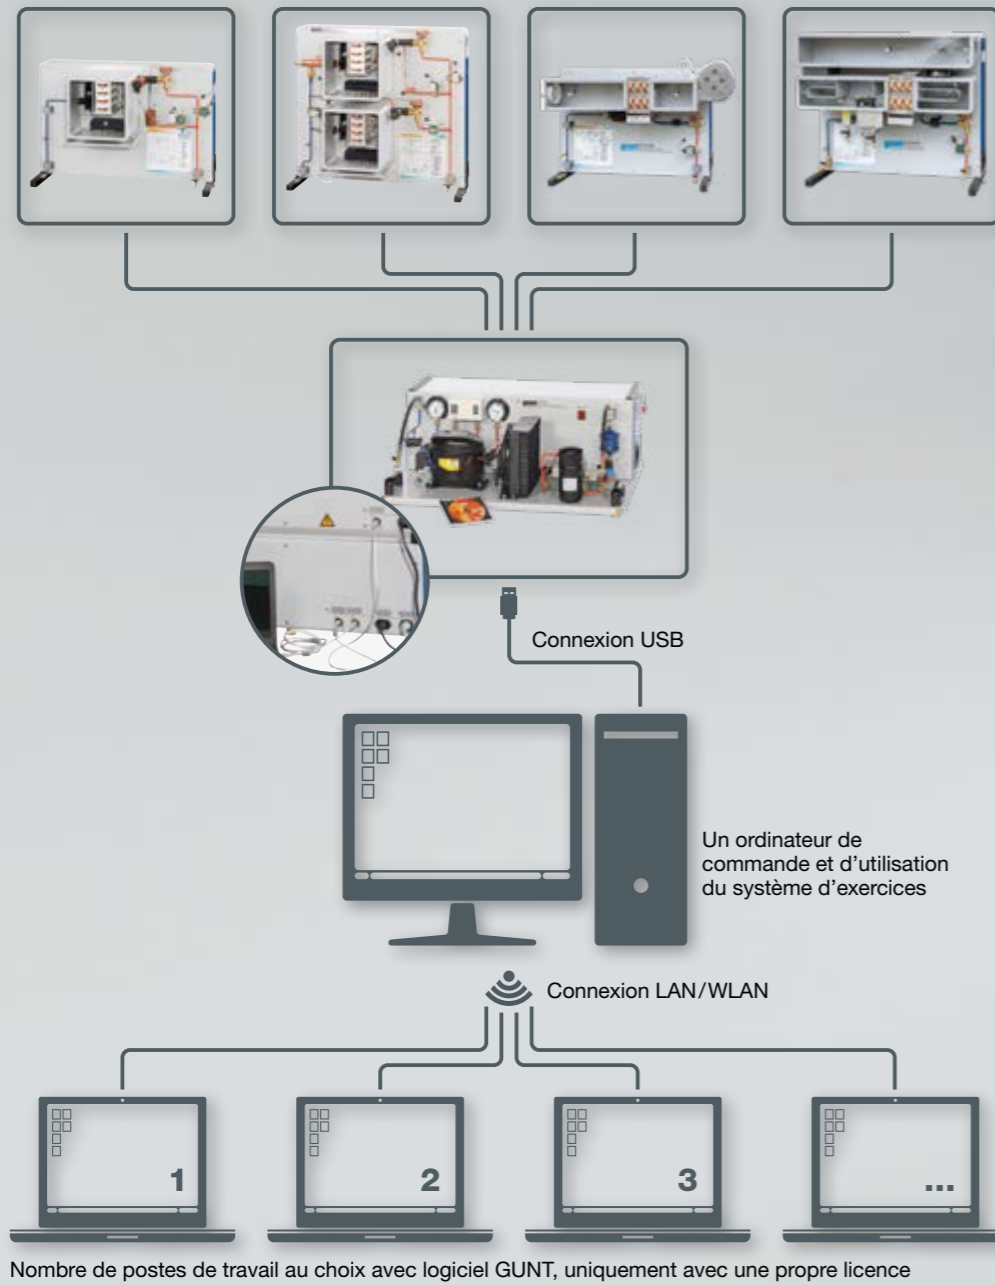 Connexion USB
Un ordinateur de
commande et d'utilisation
du système d'exercices
Connexion LAN/WLAN
1
2
3
...
Nombre de postes de travail au choix avec logiciel GUNT, uniquement avec une propre licence